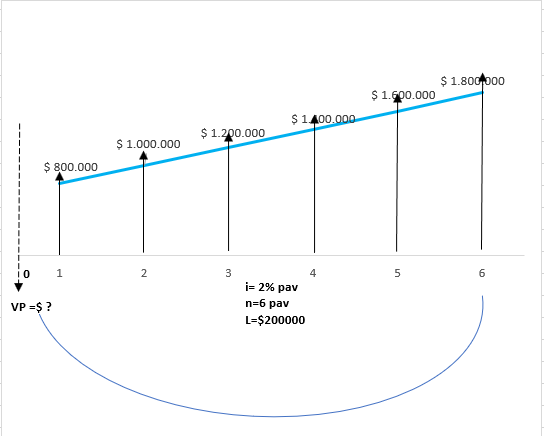 $ 1.800.000
$ 1.600.000
$ 1.400.000
$ 1.200.000
$ 1.000.000
$ 800.000
0 1 2 3 4 5 6
i= 2% pav
VP =$ ?
n=6 pav
L=$200000